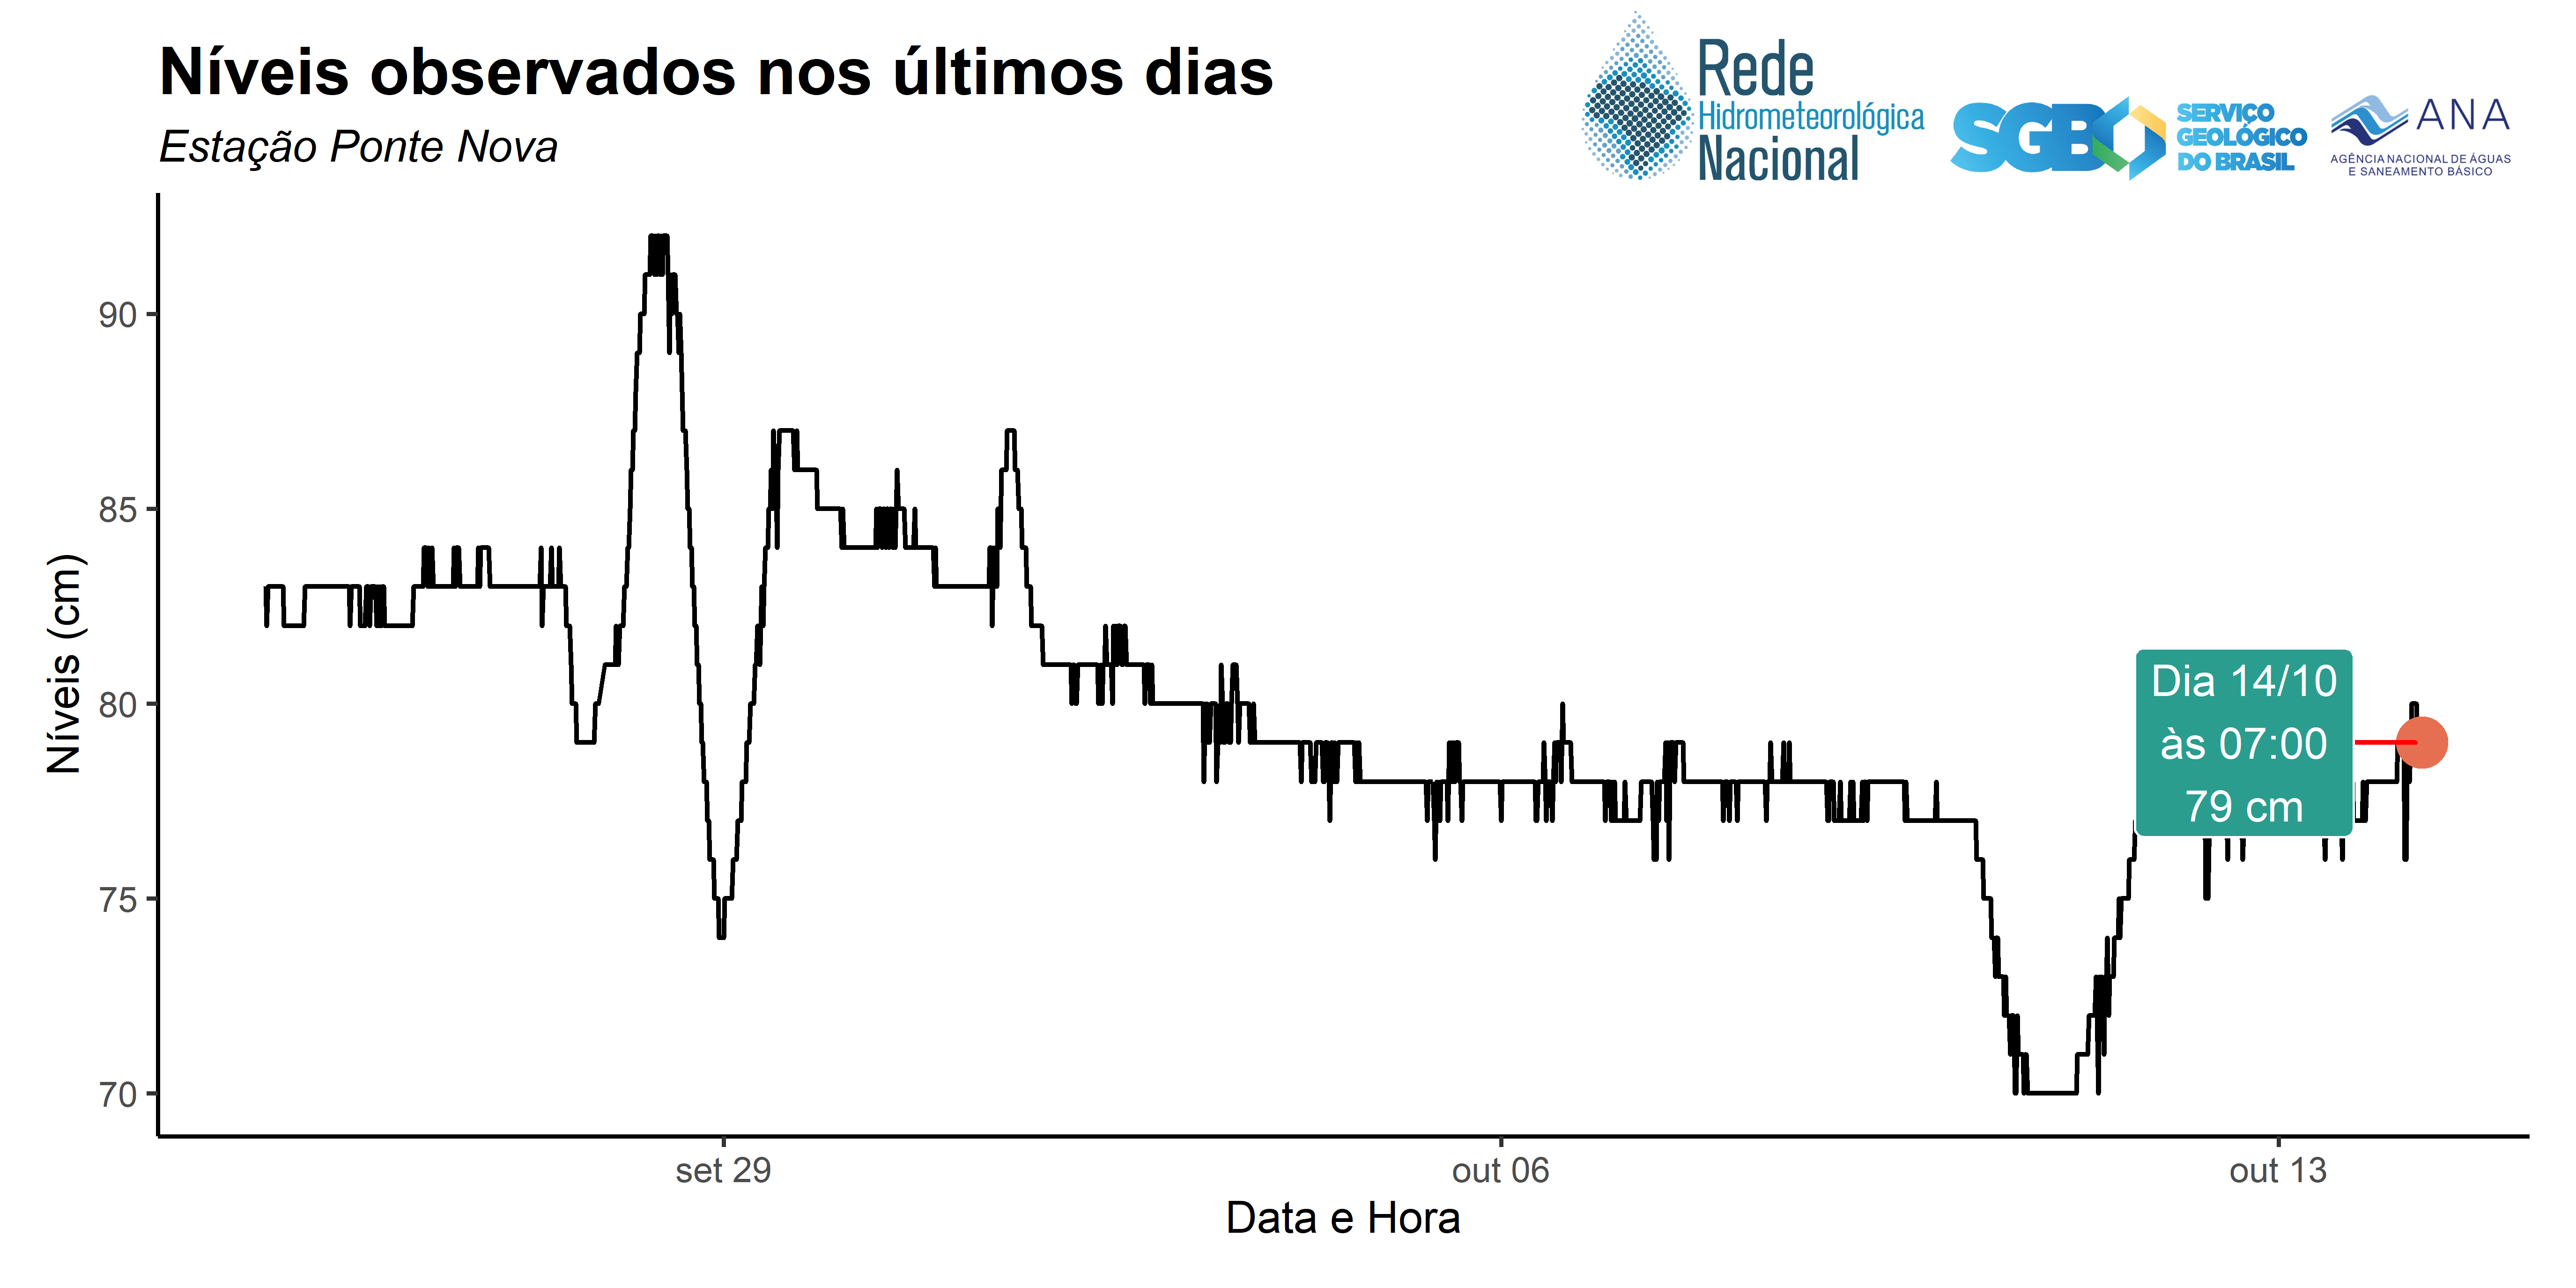 Níveis observados nos últimos dias
Estação Ponte Nova
Rede
Hidrometeorológica
Nacional
SGB
SERVIÇO
GEOLÓGICO
DO BRASIL
ANA
AGÊNCIA NACIONAL DE ÁGUAS
E SANEAMENTO BÁSICO
Níveis (cm)
90
85
80
75
70
Dia 14/10
às 07:00
79 cm
set 29
out 06
out 13
Data e Hora